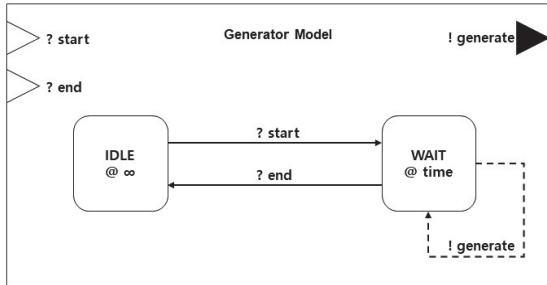 ? start
Generator Model
! generate
? end
? start
IDLE
@ ∞
WAIT
@ time
? end
! generate